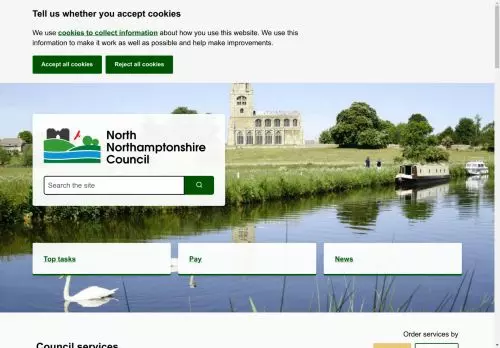 Tell us whether you accept cookies
We use cookies to collect information about how you use this website. We use
this information to make it work as well as possible and help make improvements.
Accept all cookies
Reject all cookies
North
Northamptonshire
Council
Search the site
Top tasks
Pay
News
Order services by
Council services